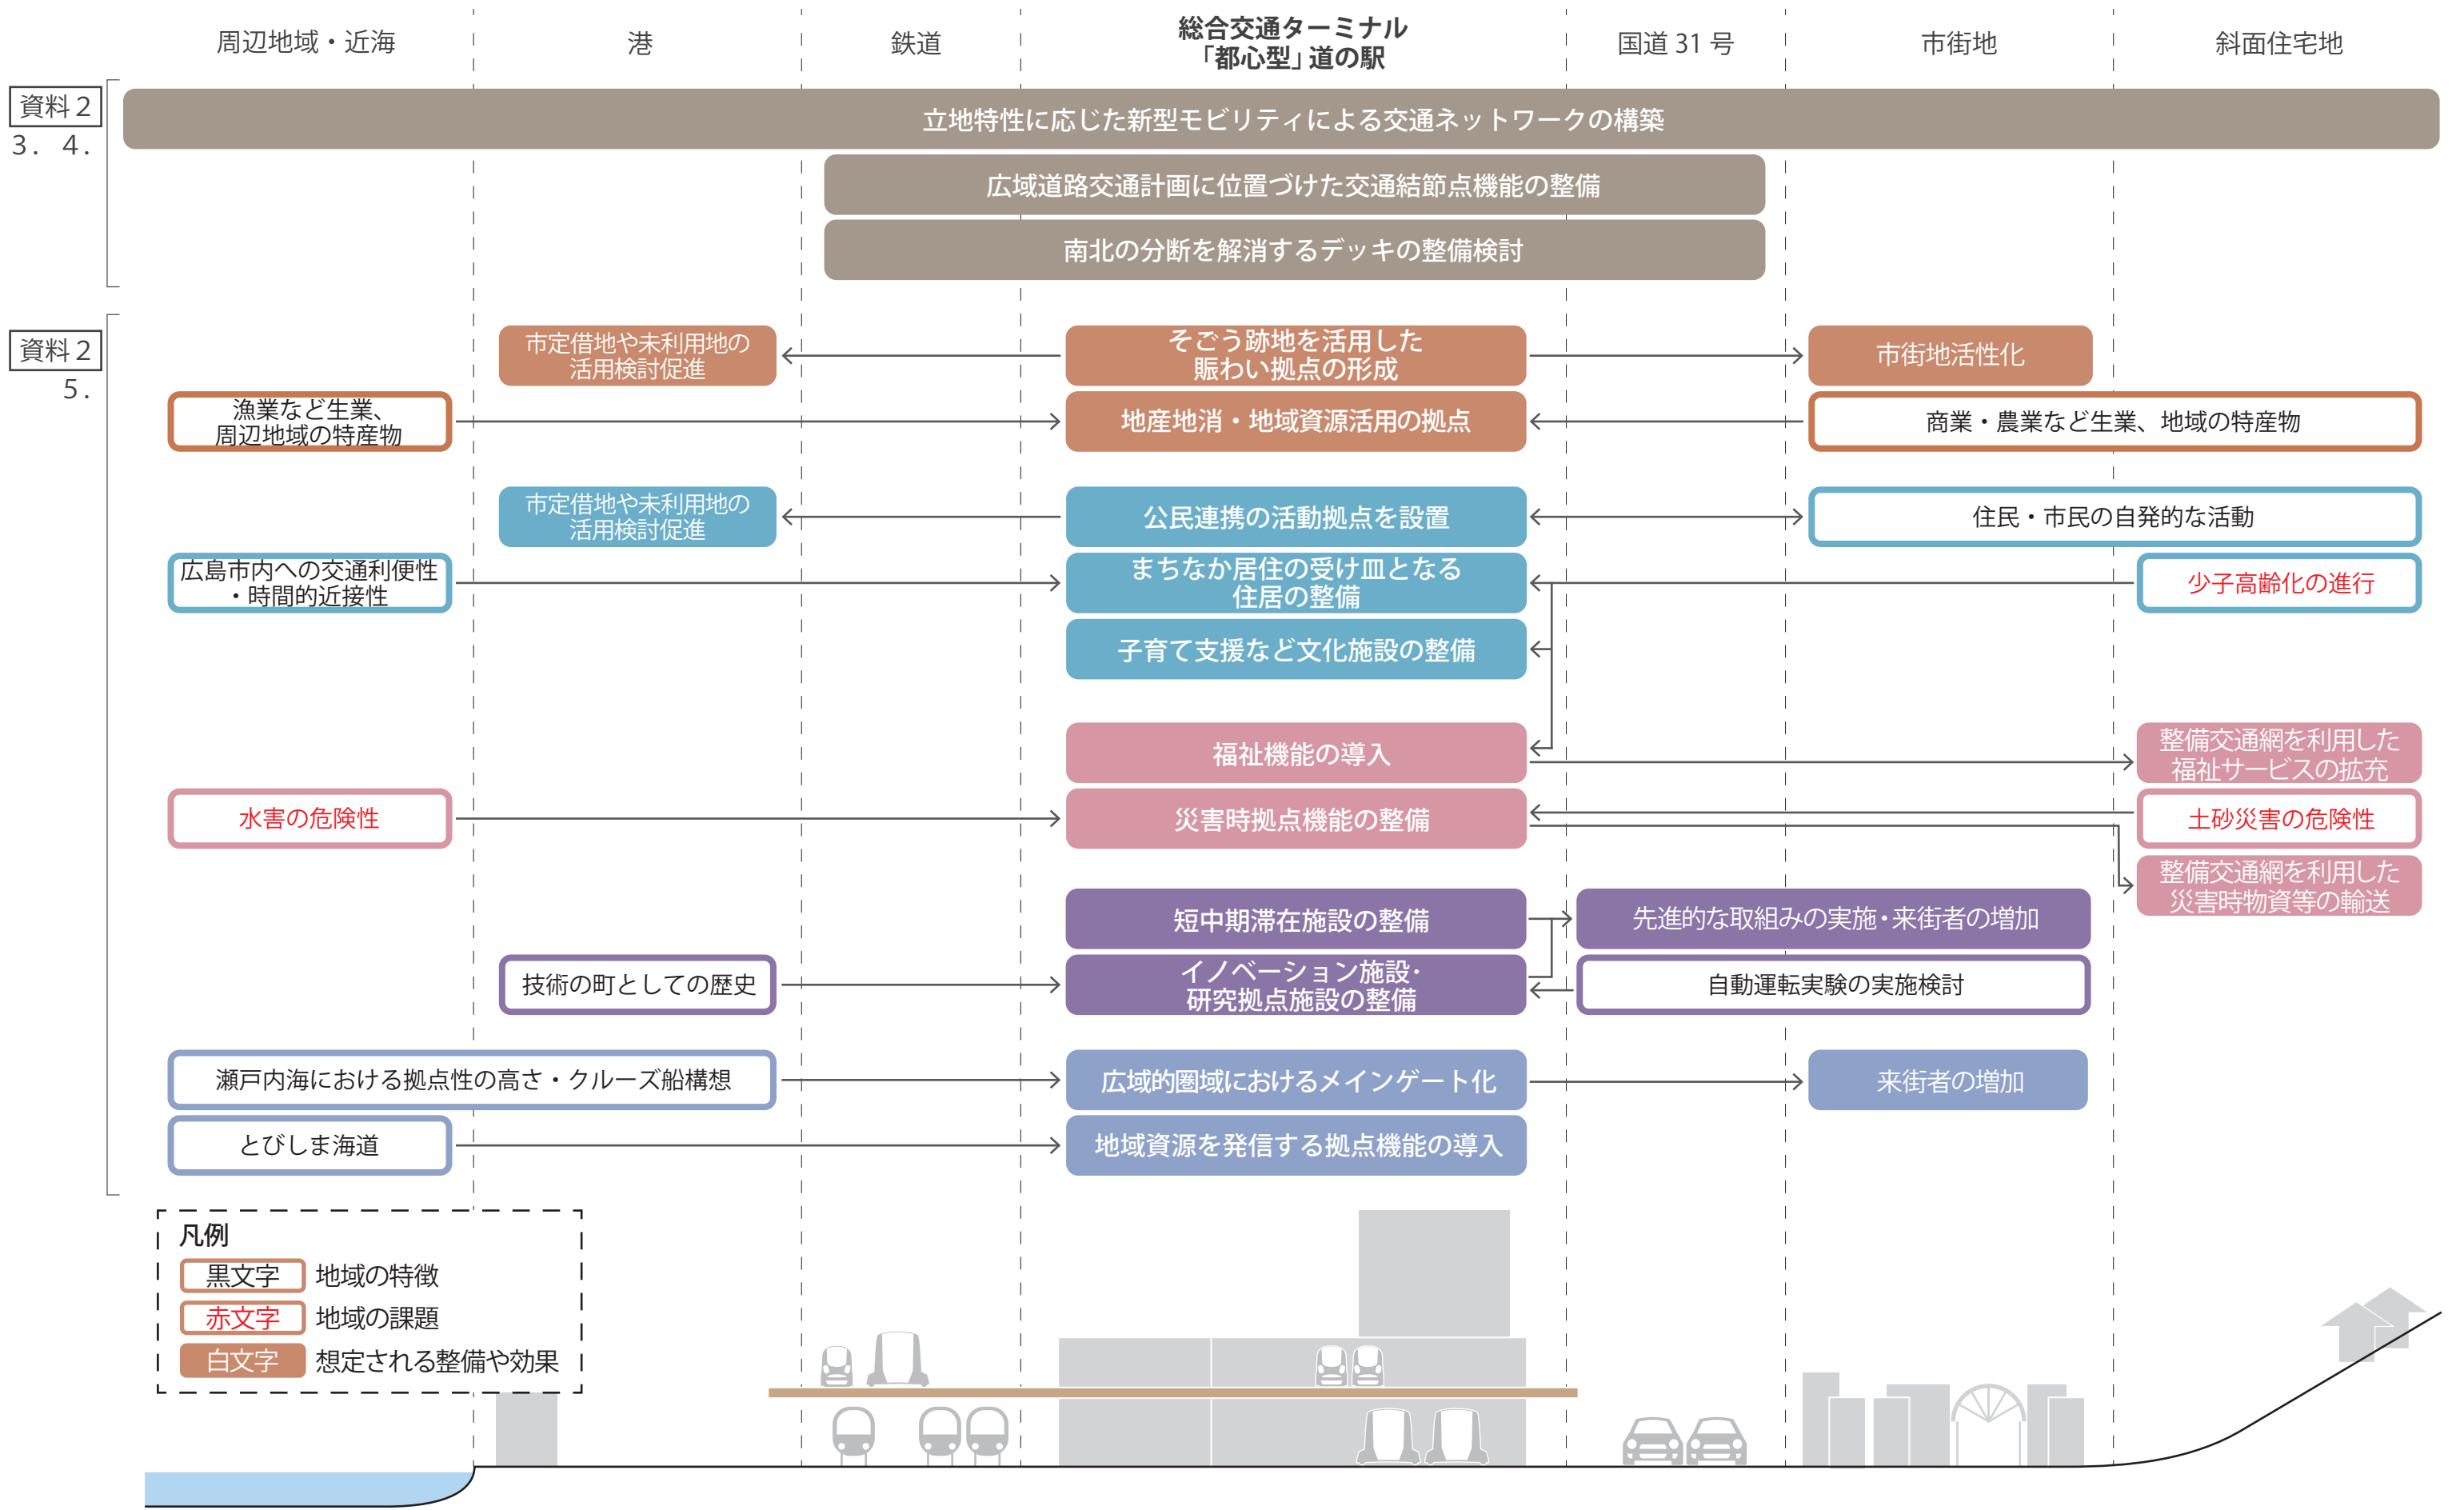 周辺地域・近海
港
鉄道
総合交通ターミナル
「都心型」道の駅
国道 31 号
市街地
斜面住宅地
資料２
３．４．
立地特性に応じた新型モビリティによる交通ネットワークの構築
広域道路交通計画に位置づけた交通結節点機能の整備
南北の分断を解消するデッキの整備検討
資料２
５．
市定借地や未利用地の
活用検討促進
そごう跡地を活用した
賑わい拠点の形成
市街地活性化
漁業など生業、
周辺地域の特産物
地産地消・地域資源活用の拠点
商業・農業など生業、地域の特産物
市定借地や未利用地の
活用検討促進
公民連携の活動拠点を設置
住民・市民の自発的な活動
広島市内への交通利便性
・時間的近接性
まちなか居住の受け皿となる
住居の整備
少子高齢化の進行
子育て支援など文化施設の整備
福祉機能の導入
整備交通網を利用した
福祉サービスの拡充
水害の危険性
災害時拠点機能の整備
土砂災害の危険性
整備交通網を利用した
災害時物資等の輸送
短中期滞在施設の整備
先進的な取組みの実施・来街者の増加
技術の町としての歴史
イノベーション施設・
研究拠点施設の整備
自動運転実験の実施検討
瀬戸内海における拠点性の高さ・クルーズ船構想
広域的圏域におけるメインゲート化
来街者の増加
とびしま海道
地域資源を発信する拠点機能の導入
凡例
黒文字 地域の特徴
赤文字 地域の課題
白文字 想定される整備や効果